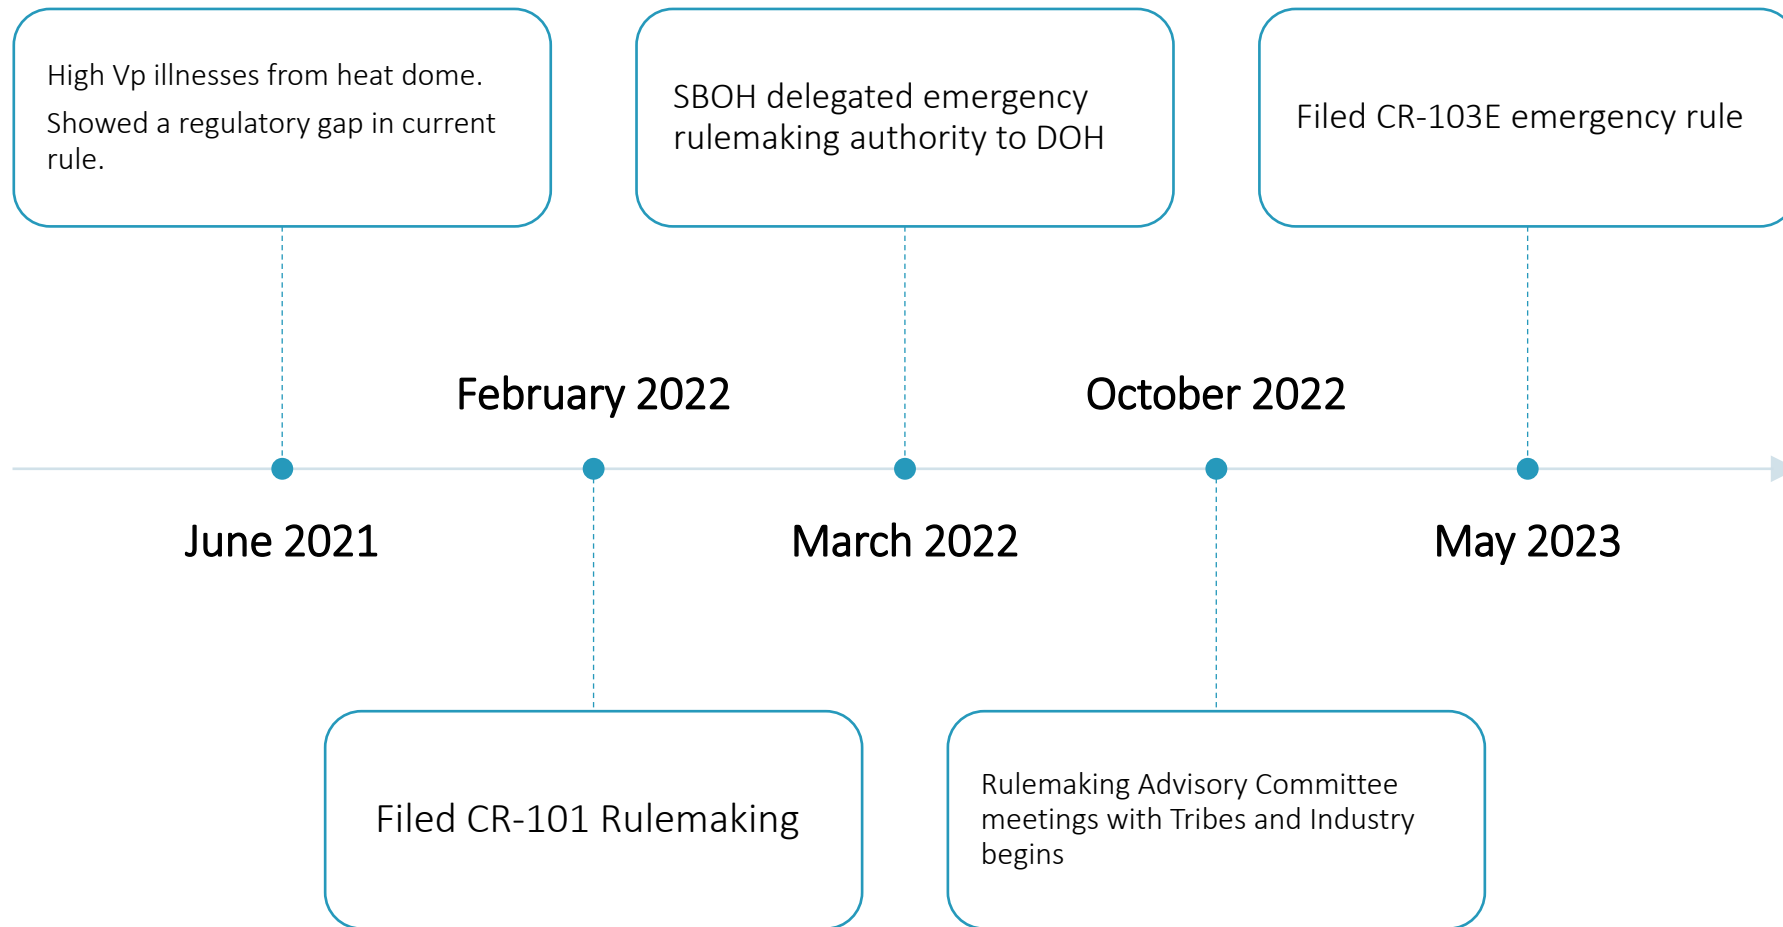 High Vp illnesses from heat dome.
Showed a regulatory gap in current
rule.
SBOH delegated emergency
rulemaking authority to DOH
Filed CR-103E emergency rule
February 2022
October 2022
June 2021
March 2022
May 2023
Filed CR-101 Rulemaking
Rulemaking Advisory Committee
meetings with Tribes and Industry
begins